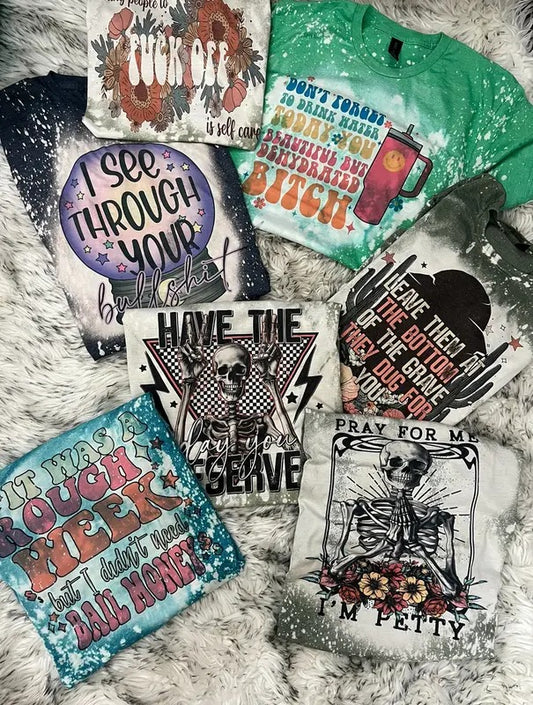 people to
FUCK OFF
is self care
DON'T FORGET
TO DRINK WATER
TODAY YOU
BEAUTIFUL BUT
DEHYDRATED
BITCH
I SEE
THROUGH
YOUR
bullshit
LEAVE THEM AT
THE BOTTOM
OF THE GRAVE
THEY DUG FOR
YOU
HAVE THE
day you
DESERVE
PRAY FOR ME
I'M PETTY
IT WAS A
ROUGH
WEEK
but I didn't need
BAIL MONEY